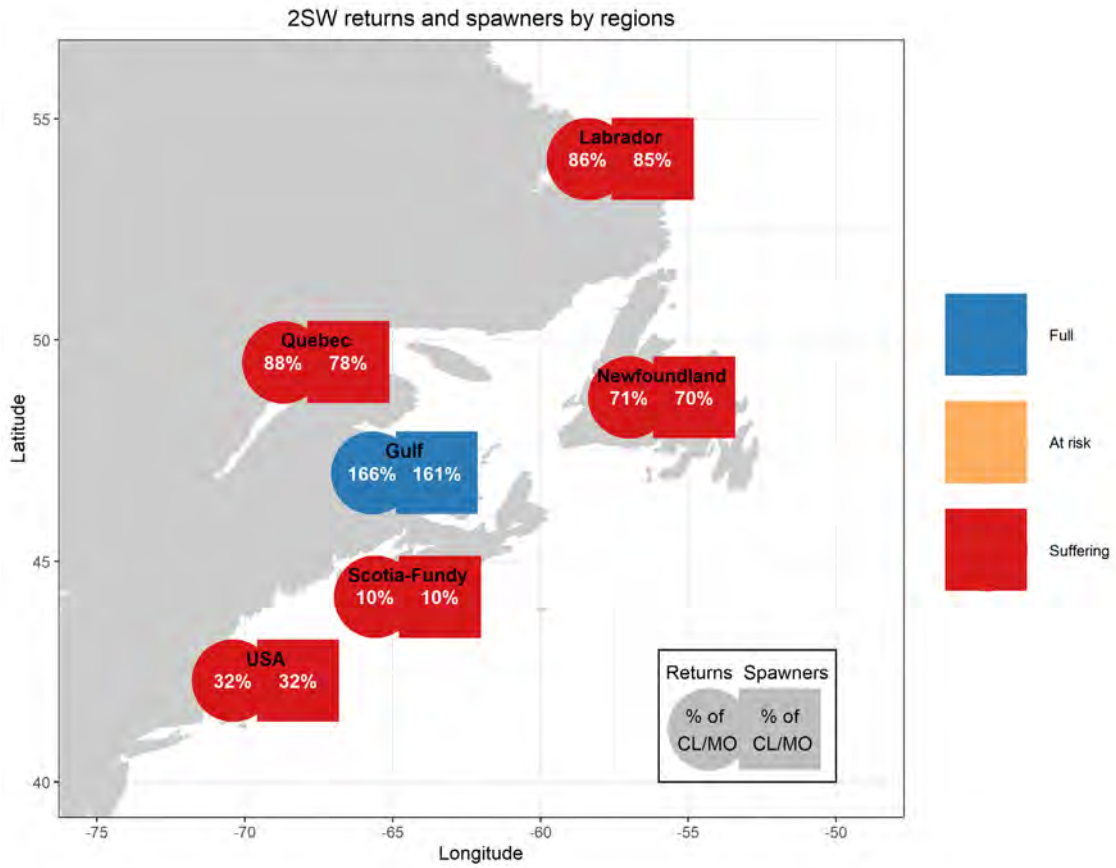 2SW returns and spawners by regions
55
Labrador
86% 85%
50
Quebec
88% 78%
Newfoundland
71% 70%
Gulf
166% 161%
45
Scotia-Fundy
10% 10%
USA
32% 32%
40
Latitude
-75 -70 -65 -60 -55 -50
Longitude
Returns Spawners
% of % of
CL/MO CL/MO
Full
At risk
Suffering